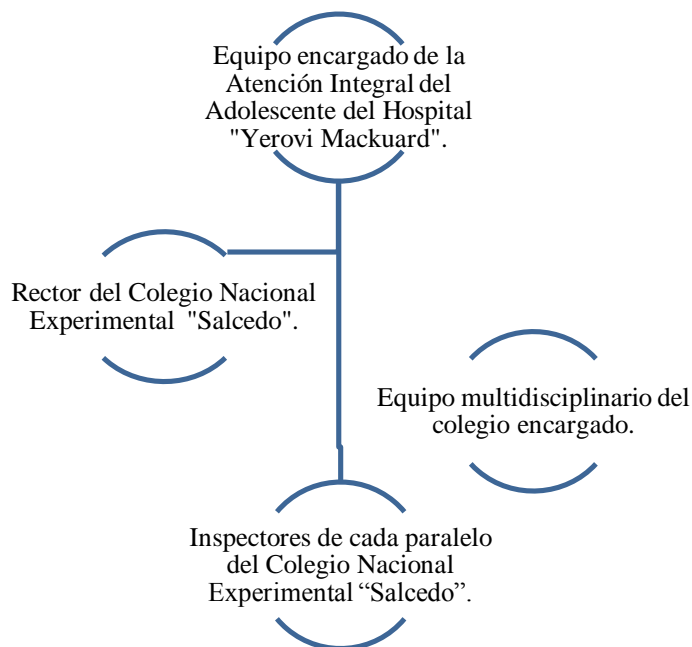 Equipo encargado de la
Atención Integral del
Adolescente del Hospital
"Yerovi Mackuard".
Rector del Colegio Nacional
Experimental "Salcedo".
Equipo multidisciplinario del
colegio encargado.
Inspectores de cada paralelo
del Colegio Nacional
Experimental “Salcedo”.